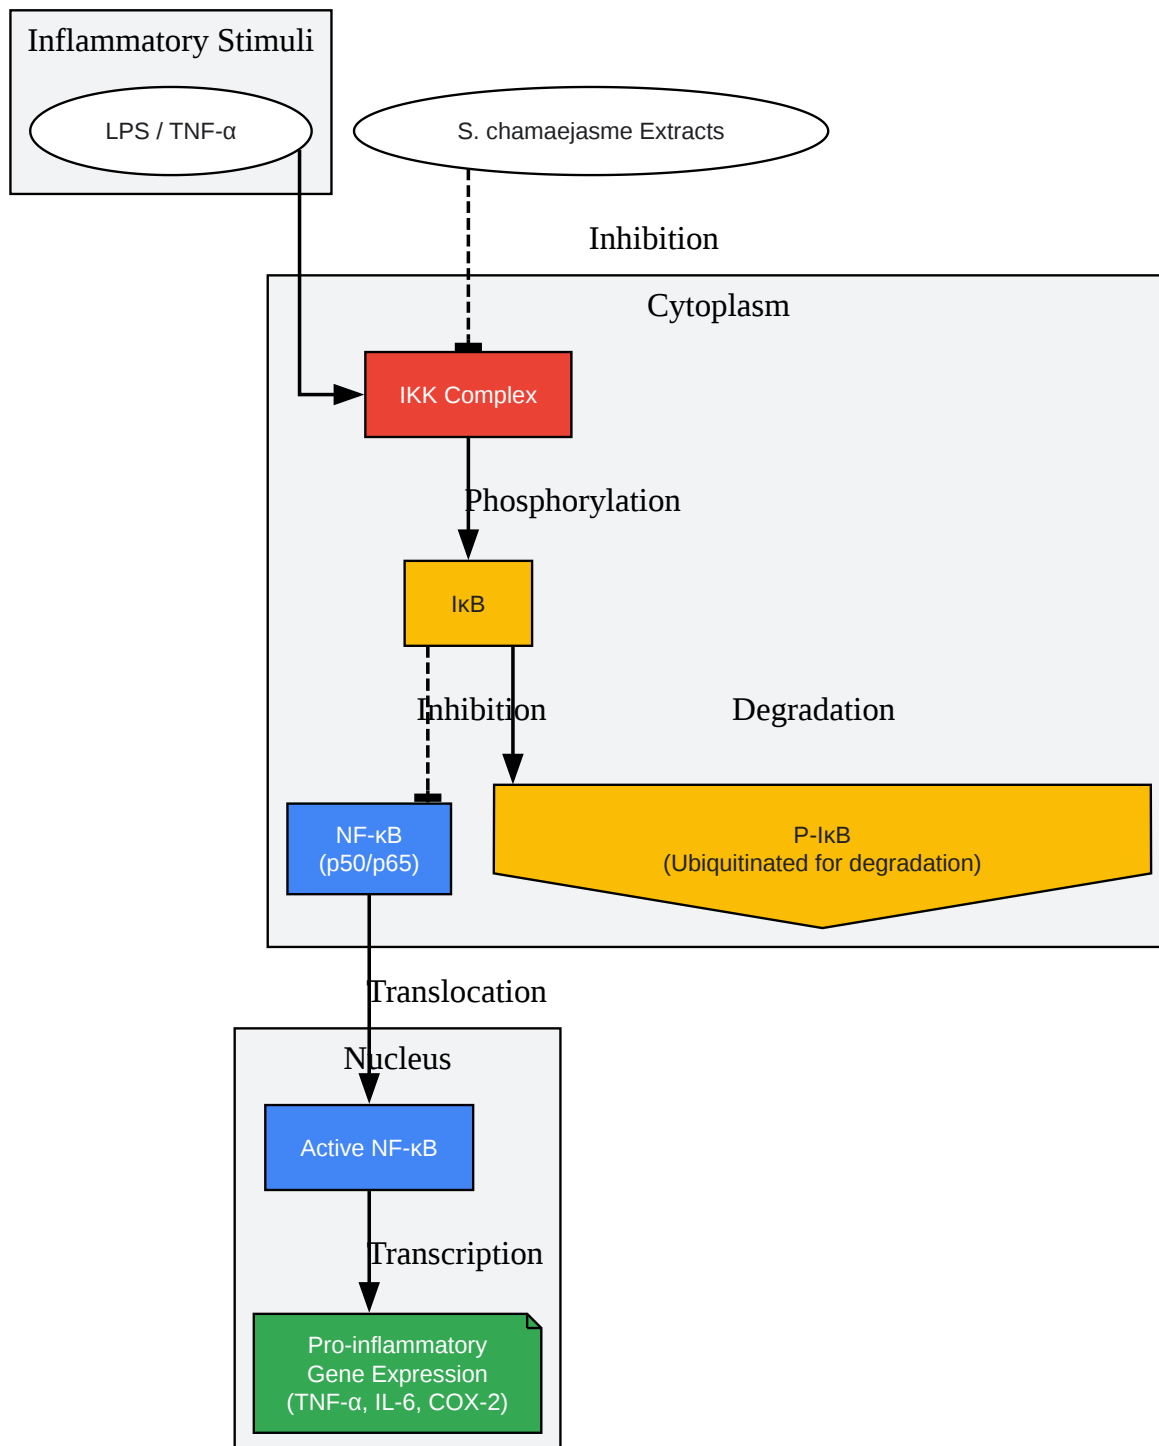 Inflammatory Stimuli
LPS / TNF-α
S. chamaejasme Extracts
Inhibition
Cytoplasm
IKK Complex
Phosphorylation
IκB
Inhibition
Degradation
NF-κB
(p50/p65)
P-IκB
(Ubiquitinated for degradation)
Translocation
Nucleus
Active NF-κB
Transcription
Pro-inflammatory
Gene Expression
(TNF-α, IL-6, COX-2)